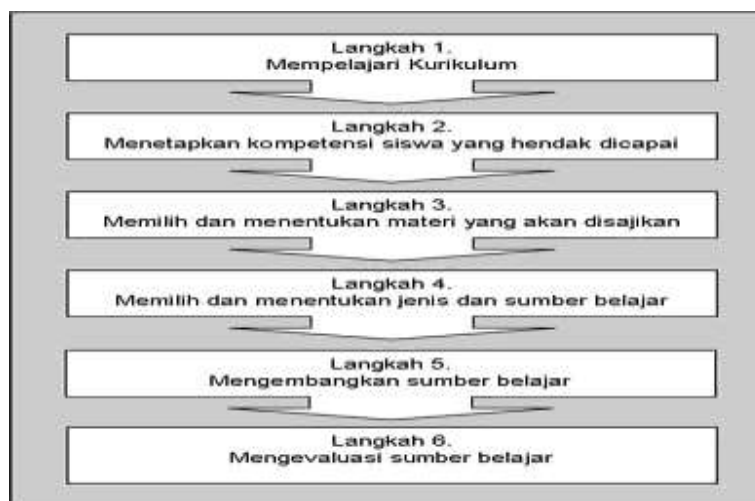 Langkah 1.
Mempelajari Kurikulum
Langkah 2.
Menetapkan kompetensi siswa yang hendak dicapai
Langkah 3.
Memilih dan menentukan materi yang akan disajikan
Langkah 4.
Memilih dan menentukan jenis dan sumber belajar
Langkah 5.
Mengembangkan sumber belajar
Langkah 6.
Mengevaluasi sumber belajar